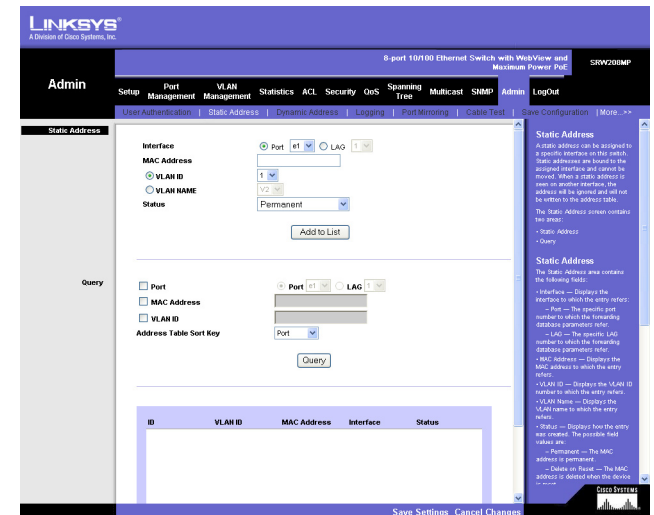 LINKSYS®
A Division of Cisco Systems, Inc.
8-port 10/100 Ethernet Switch with WebView and
Maximum Power PoE
SRW208MP
Admin
Setup Port Management VLAN Management Statistics ACL Security QoS Spanning Tree Multicast SNMP Admin LogOut
User Authentication | Static Address | Dynamic Address | Logging | Port Mirroring | Cable Test | Save Configuration | More...>>
Static Address
Interface Port e1 LAG 1
MAC Address
VLAN ID 1
VLAN NAME V2
Status Permanent
Add to List
Query
Port Port e1 LAG 1
MAC Address
VLAN ID
Address Table Sort Key Port
Query
ID VLAN ID MAC Address Interface Status
Static Address
A static address can be assigned to
a specific interface on this switch.
Static addresses are bound to the
assigned interface and cannot be
moved. When a static address is
seen on another interface, the
address will be ignored and will not
be written to the address table.
The Static Address screen contains
two areas:
- Static Address
- Query
Static Address
The Static Address area contains
the following fields:
• Interface — Displays the
interface to which the entry refers:
– Port — The specific port
number to which the forwarding
database parameters refer.
– LAG — The specific LAG
number to which the forwarding
database parameters refer.
• MAC Address — Displays the
MAC address to which the entry
refers.
• VLAN ID — Displays the VLAN ID
number to which the entry refers.
• VLAN Name — Displays the
VLAN name to which the entry
refers.
• Status — Displays how the entry
was created. The possible field
values are:
– Permanent — The MAC
address is permanent.
– Delete on Reset — The MAC
address is deleted when the device
is reset.
Save Settings Cancel Changes
CISCO SYSTEMS